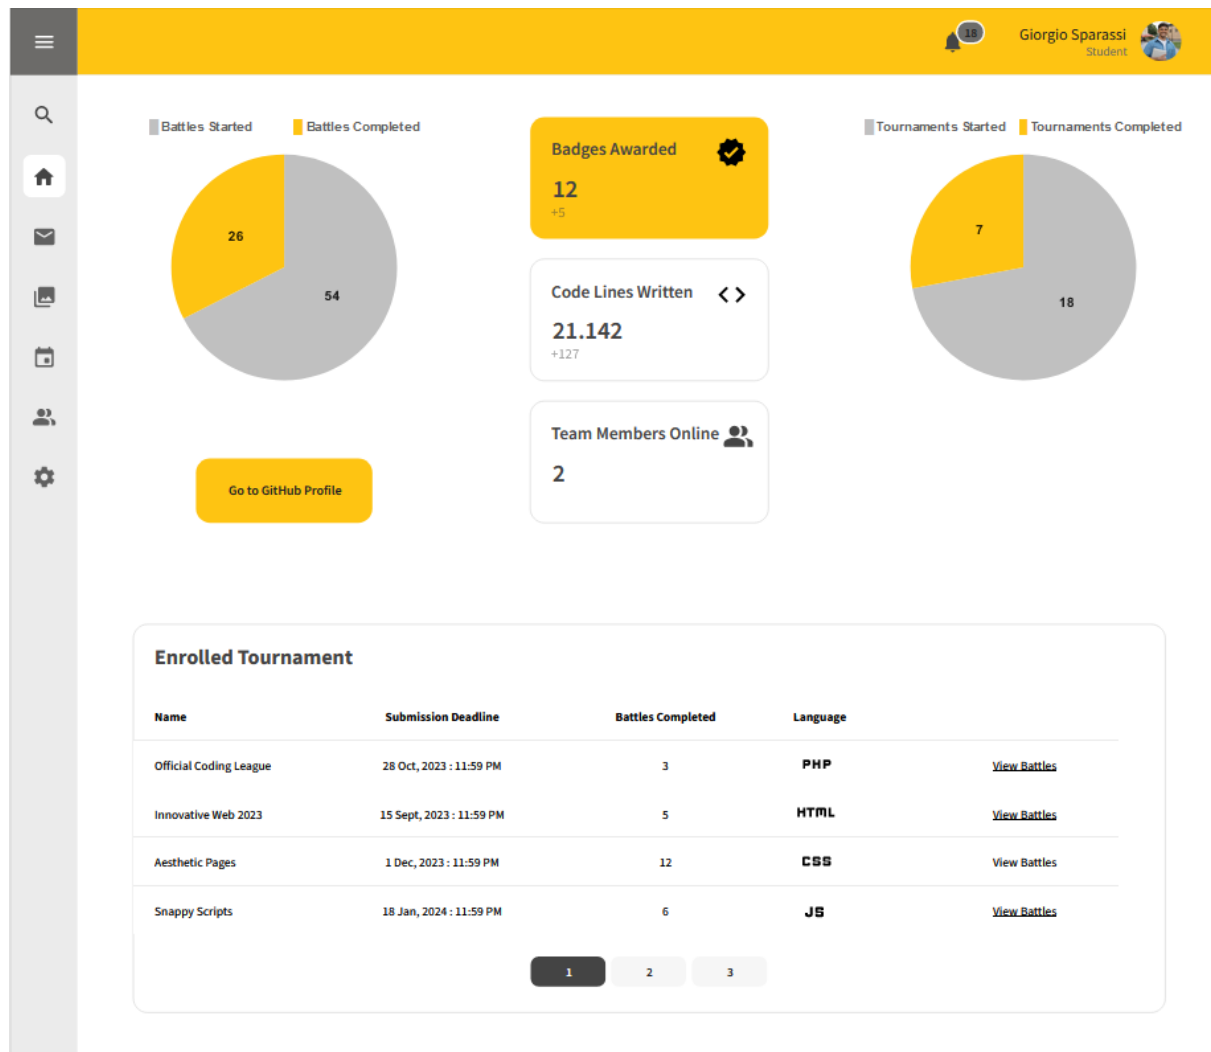 18
Giorgio Sparassi
Student
Battles Started
Battles Completed
26
54
Badges Awarded
12
+5
Code Lines Written
21.142
+127
Team Members Online
2
Tournaments Started
Tournaments Completed
7
18
Go to GitHub Profile
Enrolled Tournament
Name Submission Deadline Battles Completed Language
Official Coding League 28 Oct, 2023 : 11:59 PM 3 PHP View Battles
Innovative Web 2023 15 Sept, 2023 : 11:59 PM 5 HTML View Battles
Aesthetic Pages 1 Dec, 2023 : 11:59 PM 12 CSS View Battles
Snappy Scripts 18 Jan, 2024 : 11:59 PM 6 JS View Battles
1 2 3